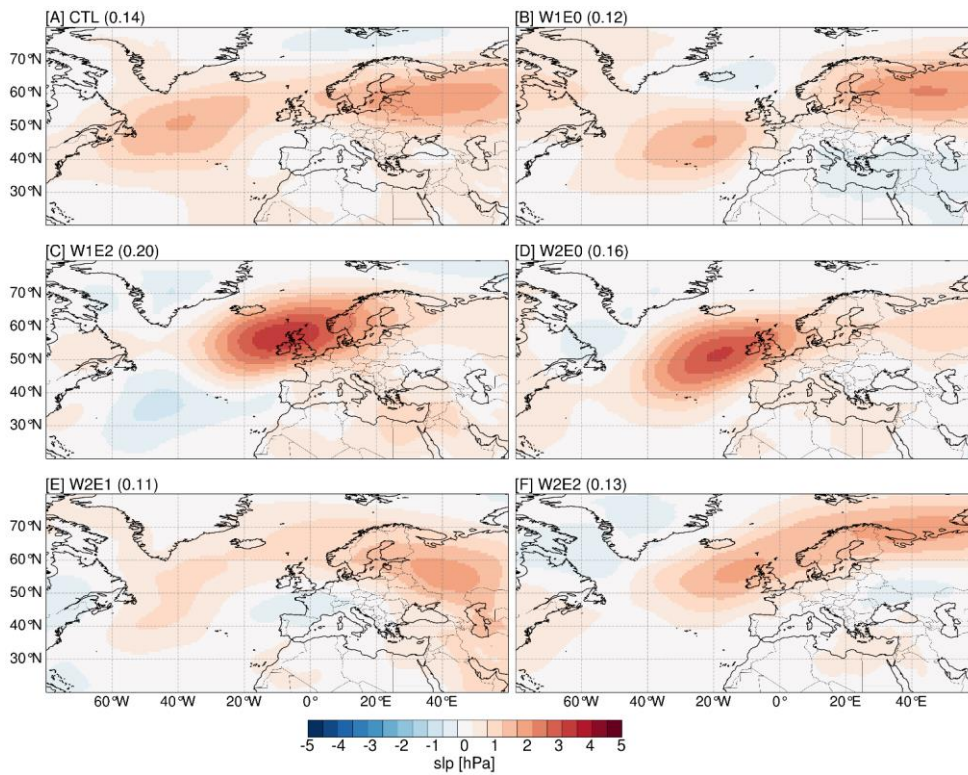 [A] CTL (0.14)
[B] W1E0 (0.12)
70°N
60°N
50°N
40°N
30°N
[C] W1E2 (0.20)
[D] W2E0 (0.16)
70°N
60°N
50°N
40°N
30°N
[E] W2E1 (0.11)
[F] W2E2 (0.13)
70°N
60°N
50°N
40°N
30°N
60°W 40°W 20°W 0° 20°E 40°E 60°W 40°W 20°W 0° 20°E 40°E
-5 -4 -3 -2 -1 0 1 2 3 4 5
slp [hPa]